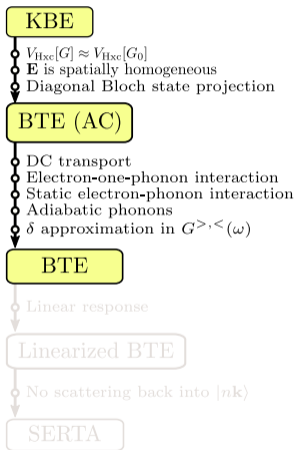 KBE
V_Hxc[G] ≈ V_Hxc[G_0]
E is spatially homogeneous
Diagonal Bloch state projection
BTE (AC)
DC transport
Electron-one-phonon interaction
Static electron-phonon interaction
Adiabatic phonons
δ approximation in G^{>,<}(ω)
BTE
Linear response
Linearized BTE
No scattering back into |nk⟩
SERTA